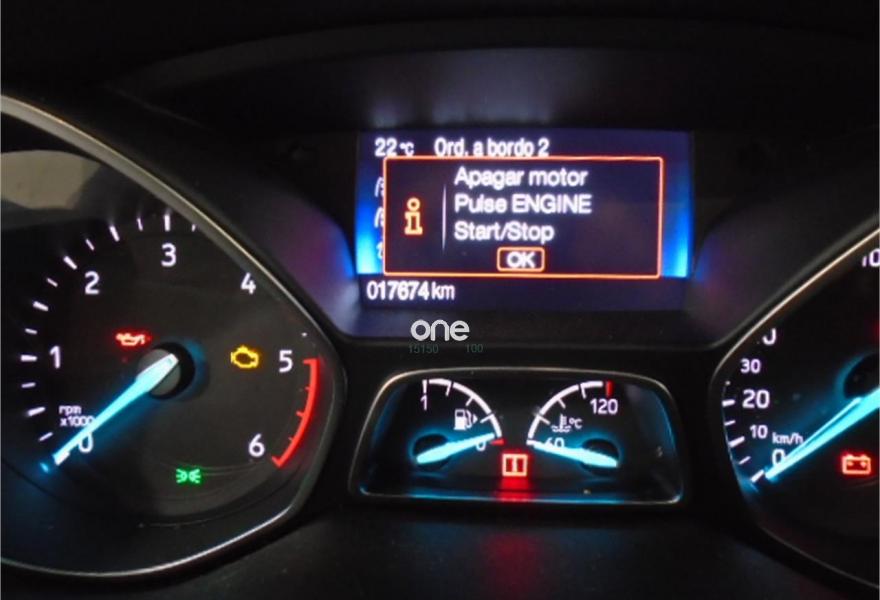 22°C Ord. a bordo 2
Apagar motor
Pulse ENGINE
Start/Stop
OK
017674 km
one
15150 100
0
1
2
3
4
5
6
rpm
x1000
1
0
60
120
°C
0
10
20
30
km/h